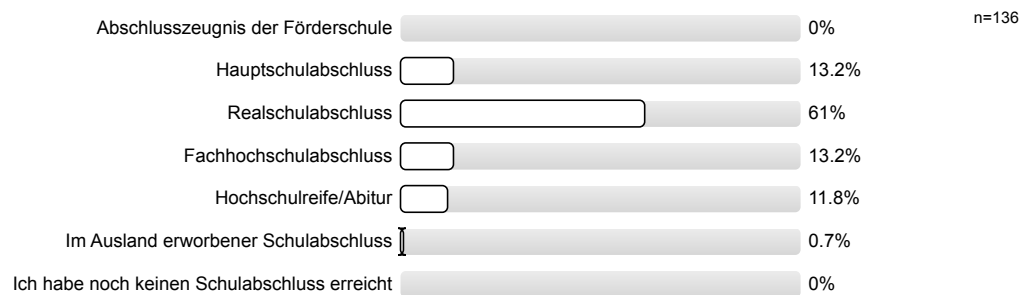 Abschlusszeugnis der Förderschule 0% n=136
Hauptschulabschluss 13.2%
Realschulabschluss 61%
Fachhochschulabschluss 13.2%
Hochschulreife/Abitur 11.8%
Im Ausland erworbener Schulabschluss 0.7%
Ich habe noch keinen Schulabschluss erreicht 0%